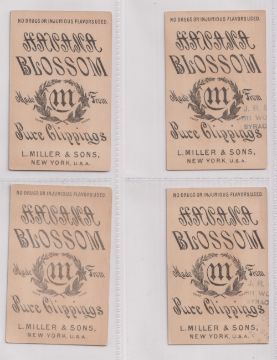 NO DRUGS OR INJURIOUS FLAVORS USED.
HAVANA
BLOSSOM
Made From
M
Pure Clippings
L. MILLER & SONS,
NEW YORK, U.S.A.
NO DRUGS OR INJURIOUS FLAVORS USED.
HAVANA
BLOSSOM
Made From
M
J. R.
Pure Clippings
SYRAC
L. MILLER & SONS,
NEW YORK, U.S.A.
NO DRUGS OR INJURIOUS FLAVORS USED.
HAVANA
BLOSSOM
Made From
M
Pure Clippings
L. MILLER & SONS,
NEW YORK, U.S.A.
NO DRUGS OR INJURIOUS FLAVORS USED.
HAVANA
BLOSSOM
Made From
M
J. R.
Pure Clippings
L. MILLER & SONS,
NEW YORK, U.S.A.